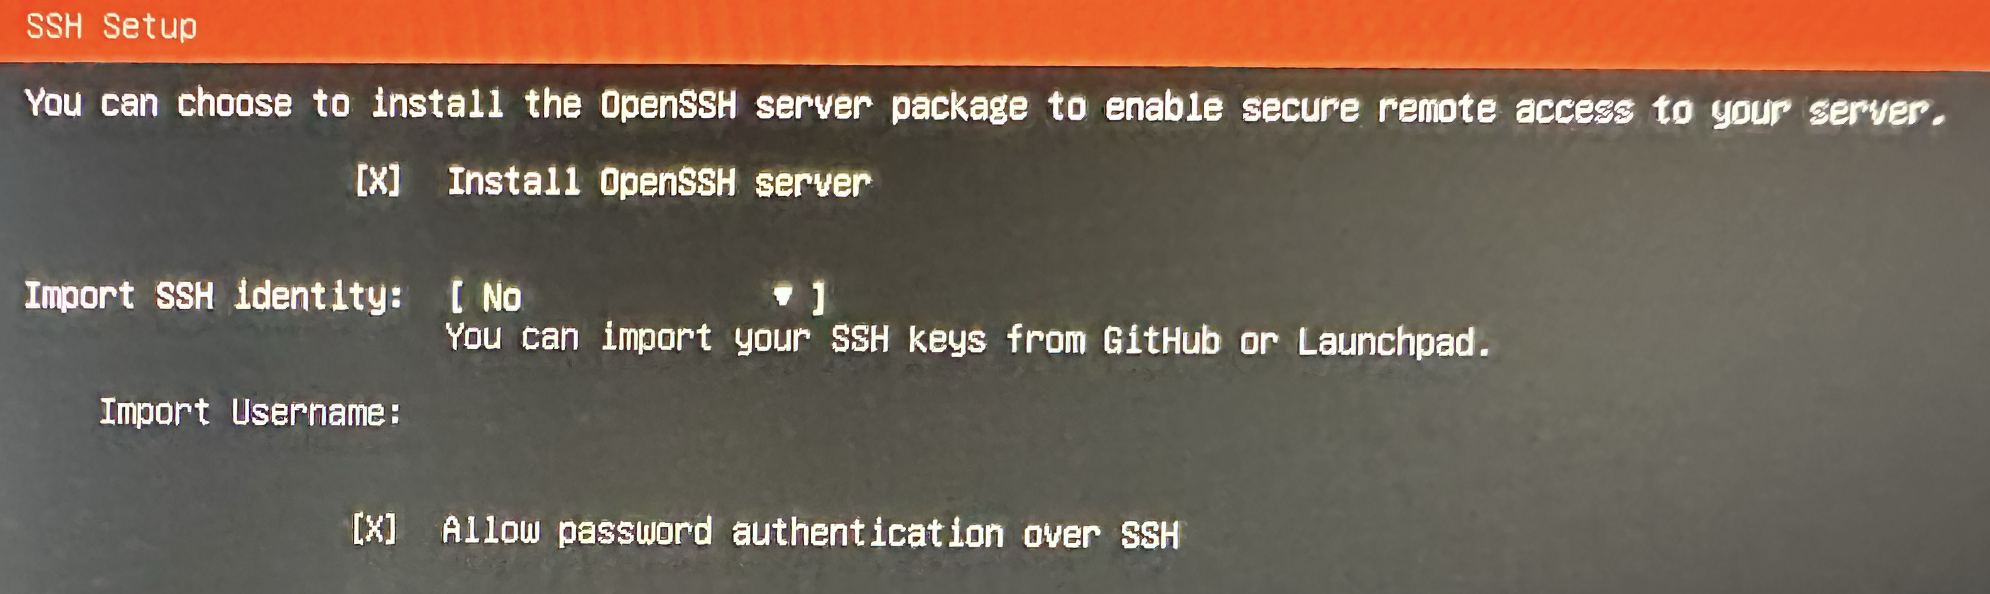 SSH Setup
You can choose to install the OpenSSH server package to enable secure remote access to your server.
[X] Install OpenSSH server
Import SSH identity: [ No ▼ ]
You can import your SSH keys from GitHub or Launchpad.
Import Username:
[X] Allow password authentication over SSH